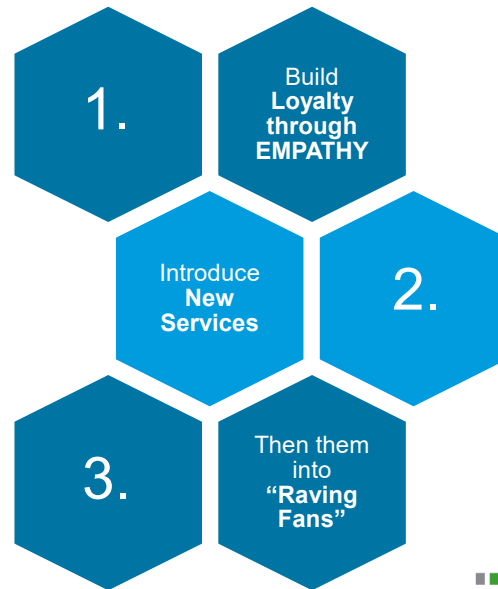 1.
Build
Loyalty
through
EMPATHY
Introduce
New
Services
2.
3.
Then them
into
“Raving
Fans”